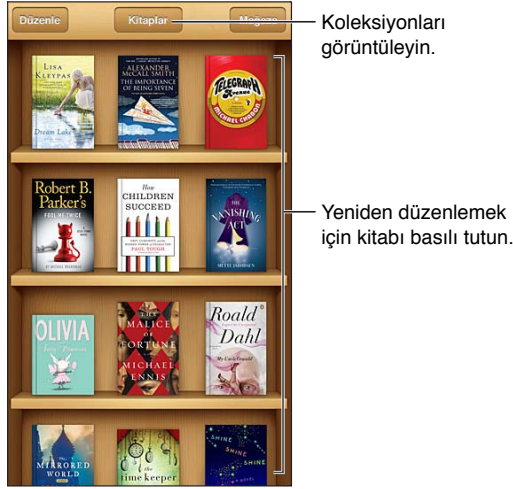 Düzenle
Kitaplar
Mağaza
Koleksiyonları
görüntüleyin.
LISA
KLEYPAS
Dream Lake
ALEXANDER
McCALL SMITH
THE IMPORTANCE
OF BEING SEVEN
TELEGRAPH
Avenue
MICHAEL CHABON
Robert B.
Parker's
FOOL ME TWICE
How
CHILDREN
SUCCEED
PAUL TOUGH
THE
VANISHING
ACT
METTE JAKOBSEN
Yeniden düzenlemek
için kitabı basılı tutun.
OLIVIA
THE
MALICE
OF
FORTUNE
MICHAEL
ENNIS
Roald
Dahl
My Uncle Oswald
THE
MIRRORED
WORLD
the
time keeper
SHINE
SHINE
SHINE